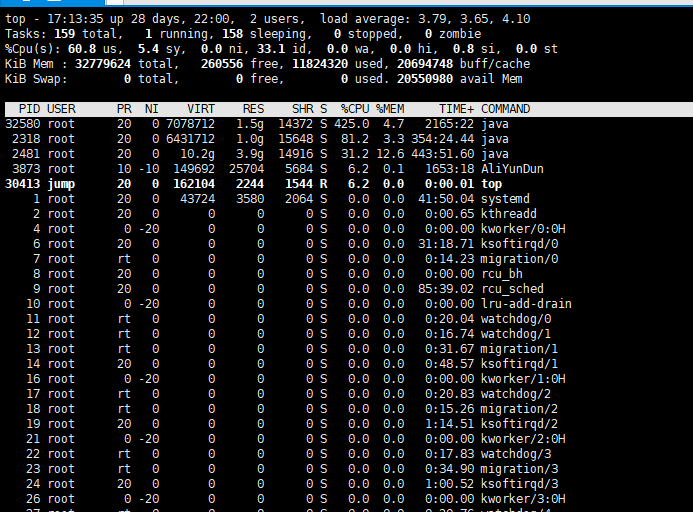 top - 17:13:35 up 28 days, 22:00,  2 users,  load average: 3.79, 3.65, 4.10
Tasks: 159 total,   1 running, 158 sleeping,   0 stopped,   0 zombie
%Cpu(s): 60.8 us,  5.4 sy,  0.0 ni, 33.1 id,  0.0 wa,  0.0 hi,  0.8 si,  0.0 st
KiB Mem : 32779624 total,   260556 free, 11824320 used, 20694748 buff/cache
KiB Swap:        0 total,        0 free,        0 used. 20550980 avail Mem
PID USER      PR  NI    VIRT    RES    SHR S  %CPU %MEM     TIME+ COMMAND
32580 root      20   0 7078712   1.5g  14372 S 425.0  4.7   2165:22 java
2318 root      20   0 6431712   1.0g  15648 S  81.2  3.3 354:24.44 java
2481 root      20   0   10.2g   3.9g  14916 S  31.2 12.6 443:51.60 java
3873 root      10 -10  149692  25704   5684 S   6.2  0.1   1653:18 AliYunDun
30413 jump      20   0  162104   2244   1544 R   6.2  0.0   0:00.01 top
1 root      20   0   43724   3580   2064 S   0.0  0.0  41:50.04 systemd
2 root      20   0       0      0      0 S   0.0  0.0   0:00.65 kthreadd
4 root       0 -20       0      0      0 S   0.0  0.0   0:00.00 kworker/0:0H
6 root      20   0       0      0      0 S   0.0  0.0  31:18.71 ksoftirqd/0
7 root      rt   0       0      0      0 S   0.0  0.0   0:14.23 migration/0
8 root      20   0       0      0      0 S   0.0  0.0   0:00.00 rcu_bh
9 root      20   0       0      0      0 S   0.0  0.0  85:39.02 rcu_sched
10 root       0 -20       0      0      0 S   0.0  0.0   0:00.00 lru-add-drain
11 root      rt   0       0      0      0 S   0.0  0.0   0:20.04 watchdog/0
12 root      rt   0       0      0      0 S   0.0  0.0   0:16.74 watchdog/1
13 root      rt   0       0      0      0 S   0.0  0.0   0:31.67 migration/1
14 root      20   0       0      0      0 S   0.0  0.0   0:48.57 ksoftirqd/1
16 root       0 -20       0      0      0 S   0.0  0.0   0:00.00 kworker/1:0H
17 root      rt   0       0      0      0 S   0.0  0.0   0:20.83 watchdog/2
18 root      rt   0       0      0      0 S   0.0  0.0   0:15.26 migration/2
19 root      20   0       0      0      0 S   0.0  0.0   1:14.51 ksoftirqd/2
21 root       0 -20       0      0      0 S   0.0  0.0   0:00.00 kworker/2:0H
22 root      rt   0       0      0      0 S   0.0  0.0   0:17.83 watchdog/3
23 root      rt   0       0      0      0 S   0.0  0.0   0:34.90 migration/3
24 root      20   0       0      0      0 S   0.0  0.0   1:00.52 ksoftirqd/3
26 root       0 -20       0      0      0 S   0.0  0.0   0:00.00 kworker/3:0H